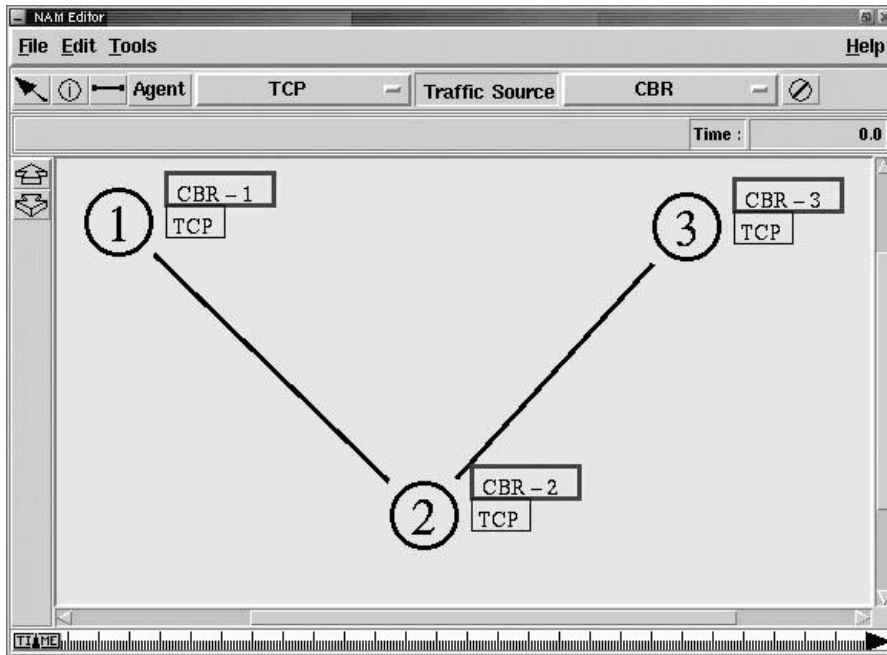 NAM Editor
File Edit Tools Help
Agent TCP Traffic Source CBR
Time : 0.0
CBR – 1
TCP
1
CBR – 3
TCP
3
CBR – 2
TCP
2
TIME